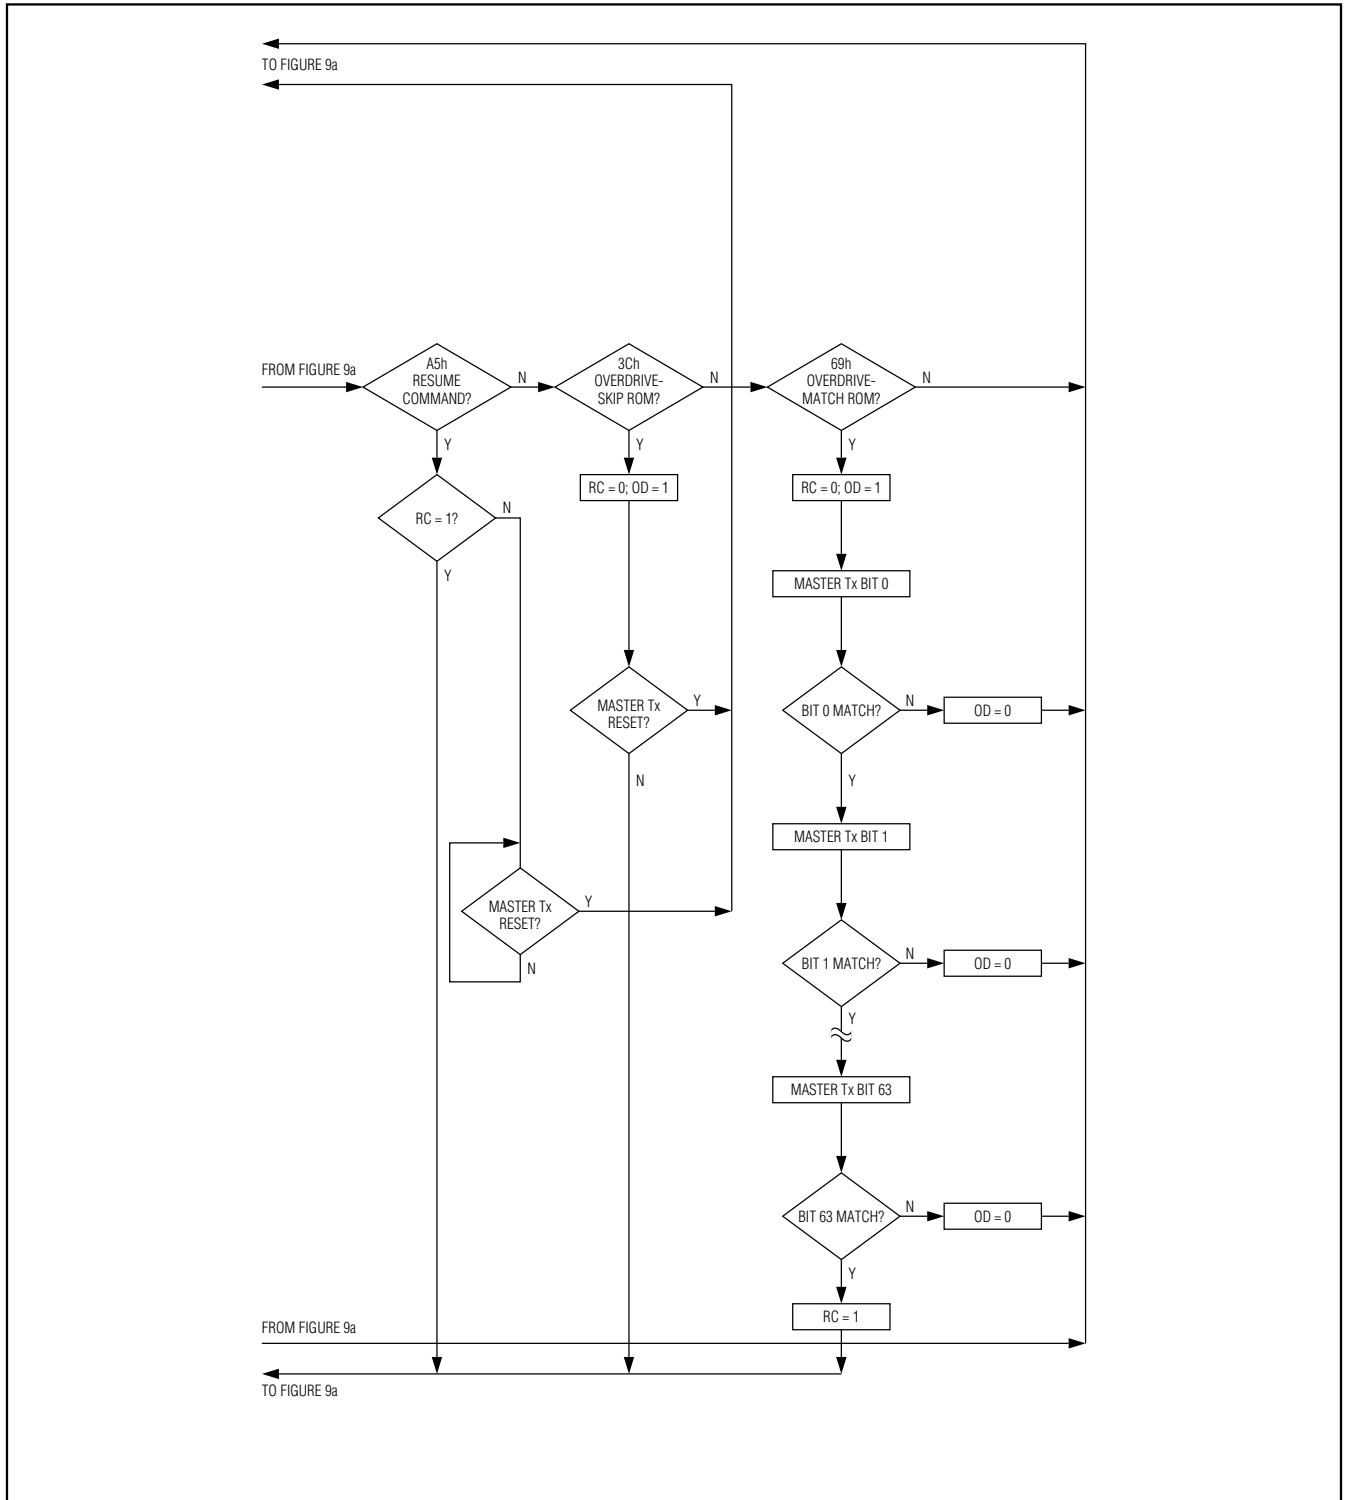 TO FIGURE 9a
FROM FIGURE 9a
A5h
RESUME
COMMAND?
N
3Ch
OVERDRIVE-
SKIP ROM?
N
69h
OVERDRIVE-
MATCH ROM?
N
Y
Y
Y
RC = 1?
N
Y
RC = 0; OD = 1
RC = 0; OD = 1
MASTER Tx BIT 0
MASTER Tx
RESET?
Y
N
BIT 0 MATCH?
N
OD = 0
Y
MASTER Tx BIT 1
MASTER Tx
RESET?
Y
N
BIT 1 MATCH?
N
OD = 0
Y
MASTER Tx BIT 63
BIT 63 MATCH?
N
OD = 0
Y
RC = 1
FROM FIGURE 9a
TO FIGURE 9a